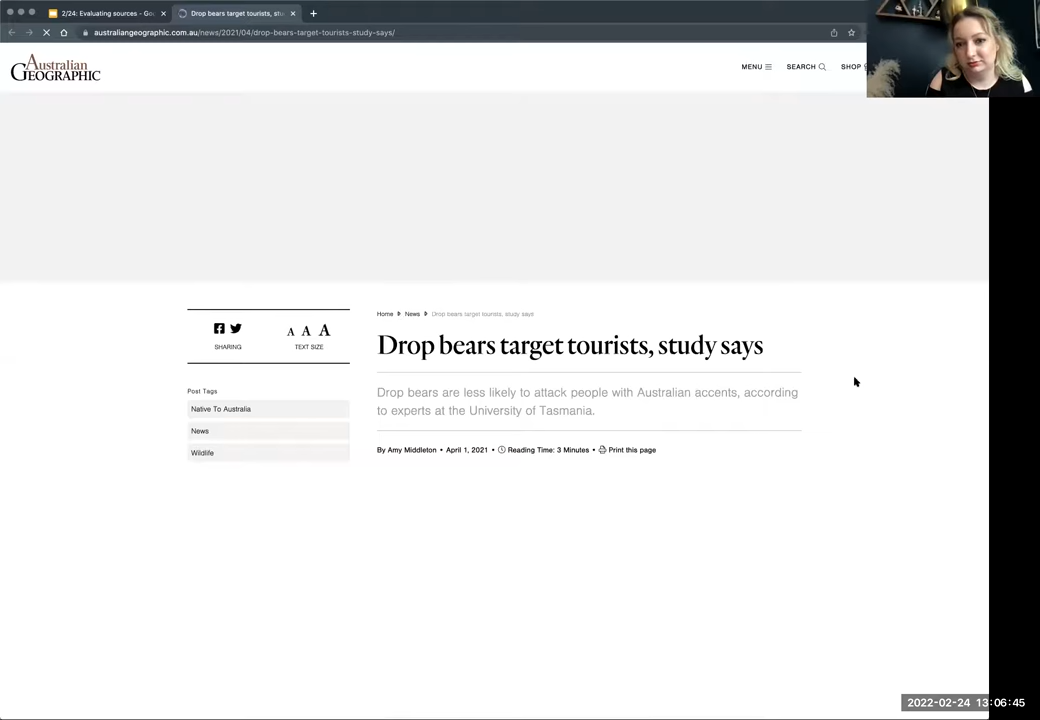 2/24: Evaluating sources - Go
Drop bears target tourists, stu
australiangeographic.com.au/news/2021/04/drop-bears-target-tourists-study-says/
Australian
GEOGRAPHIC
MENU
SEARCH
SHOP
SHARING
A A A
TEXT SIZE
Post Tags
Native To Australia
News
Wildlife
Home
News
Drop bears target tourists, study says
Drop bears target tourists, study says
Drop bears are less likely to attack people with Australian accents, according
to experts at the University of Tasmania.
By Amy Middleton • April 1, 2021 • Reading Time: 3 Minutes • Print this page
2022-02-24 13:06:45